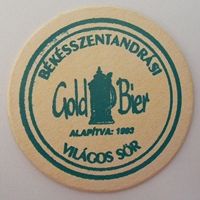 BÉKÉSSZENTANDRÁSI
Gold Bier
ALAPÍTVA: 1993
VILÁGOS SÖR